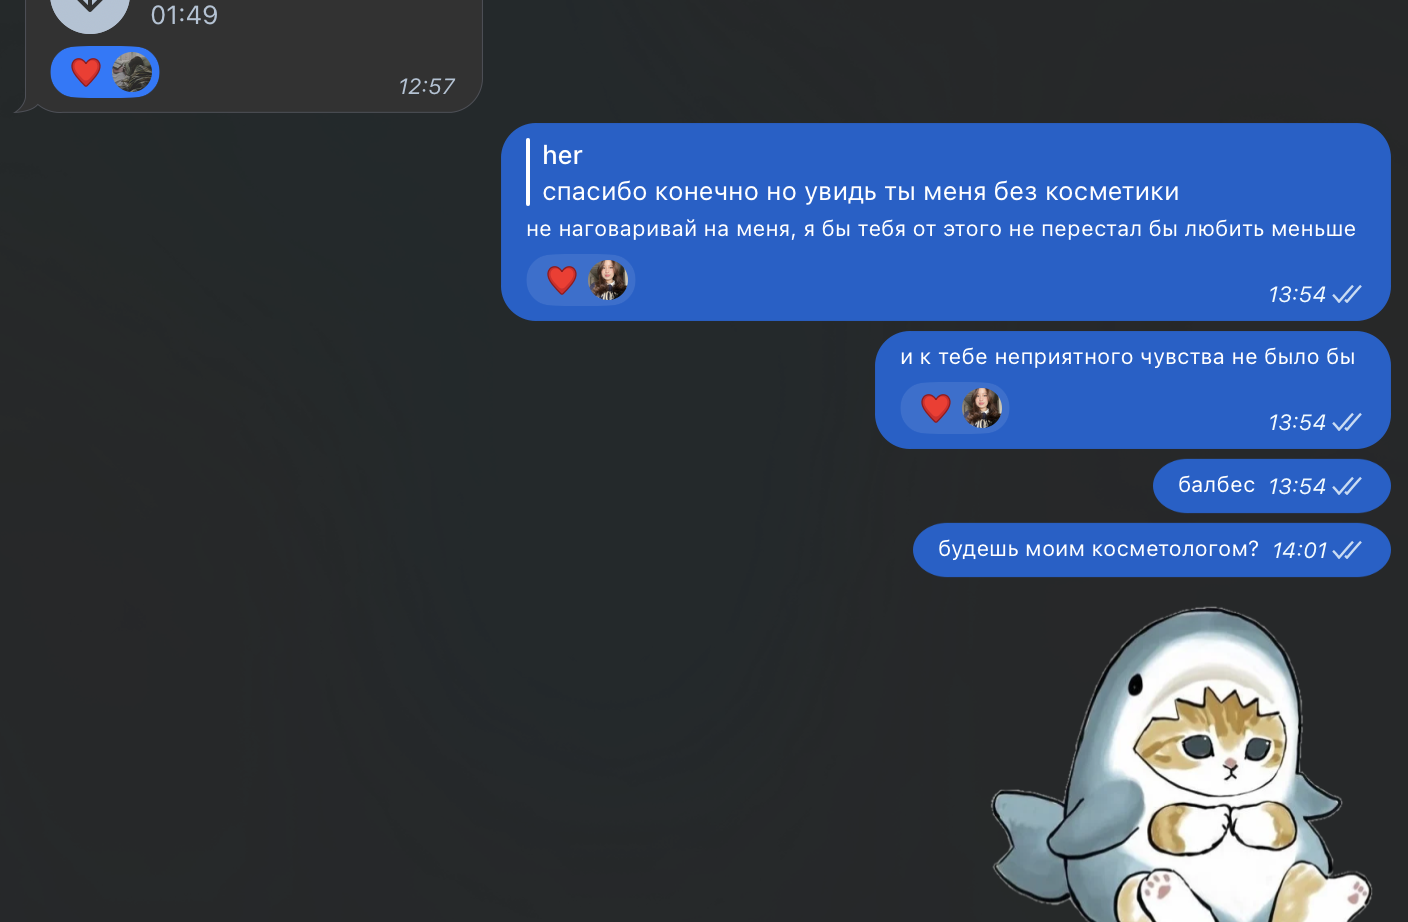 01:49
12:57
her
спасибо конечно но увидь ты меня без косметики
не наговаривай на меня, я бы тебя от этого не перестал бы любить меньше
13:54
и к тебе неприятного чувства не было бы
13:54
балбес 13:54
будешь моим косметологом? 14:01